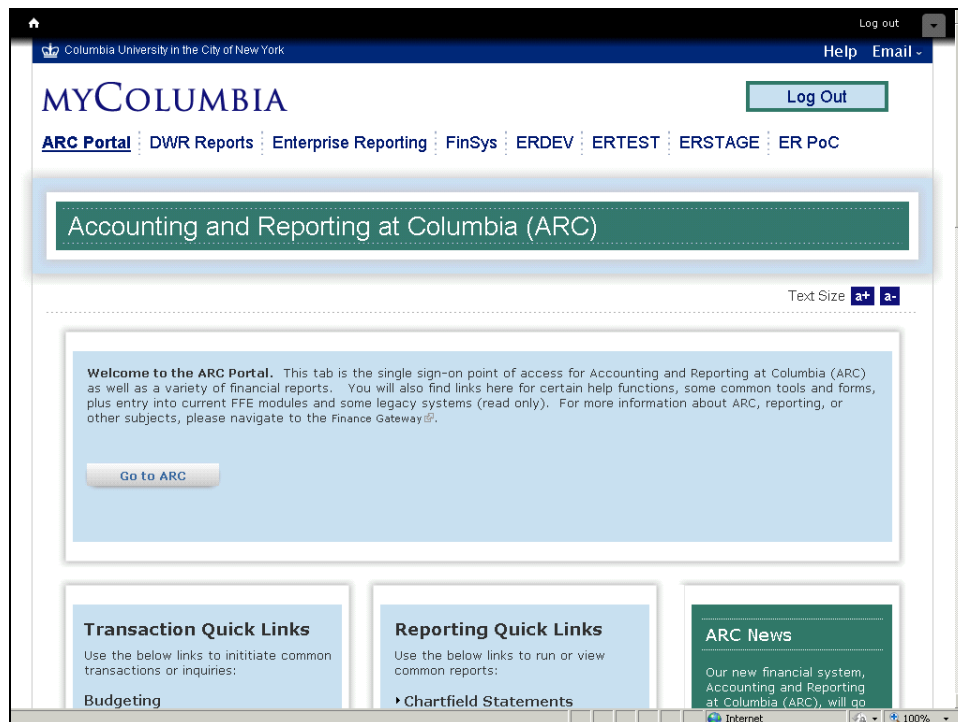 Log out
Columbia University in the City of New York
Help Email
MYCOLUMBIA
Log Out
ARC Portal DWR Reports Enterprise Reporting FinSys ERDEV ERTEST ERSTAGE ER PoC
Accounting and Reporting at Columbia (ARC)
Text Size a+ a-
Welcome to the ARC Portal. This tab is the single sign-on point of access for Accounting and Reporting at Columbia (ARC)
as well as a variety of financial reports. You will also find links here for certain help functions, some common tools and forms,
plus entry into current FFE modules and some legacy systems (read only). For more information about ARC, reporting, or
other subjects, please navigate to the Finance Gateway.
Go to ARC
Transaction Quick Links
Use the below links to inititiate common
transactions or inquiries:
Budgeting
Reporting Quick Links
Use the below links to run or view
common reports:
Chartfield Statements
ARC News
Our new financial system,
Accounting and Reporting
at Columbia (ARC), will go
Internet
100%